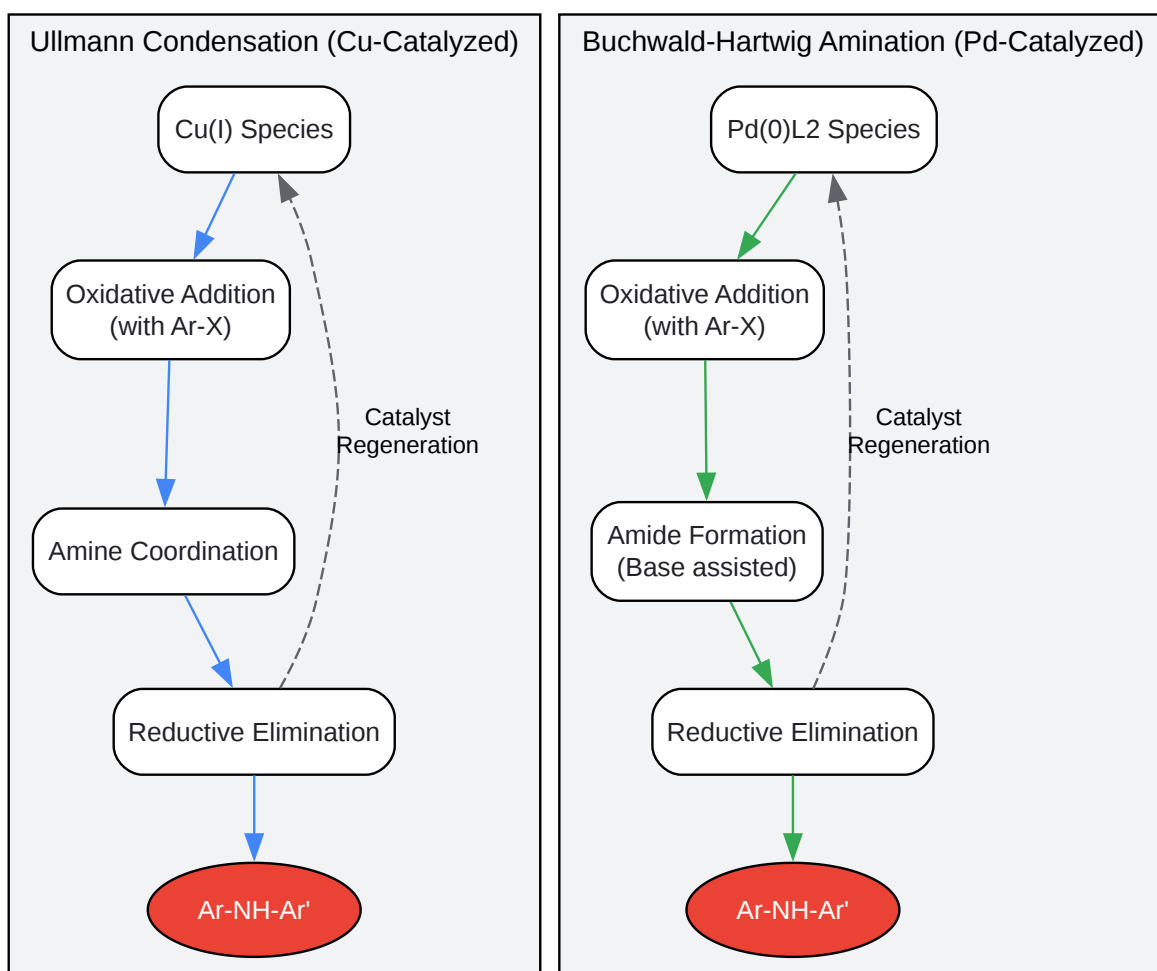 Ullmann Condensation (Cu-Catalyzed)
Cu(I) Species
Oxidative Addition
(with Ar-X)
Catalyst
Regeneration
Amine Coordination
Reductive Elimination
Ar-NH-Ar'
Buchwald-Hartwig Amination (Pd-Catalyzed)
Pd(0)L2 Species
Oxidative Addition
(with Ar-X)
Catalyst
Regeneration
Amide Formation
(Base assisted)
Reductive Elimination
Ar-NH-Ar'